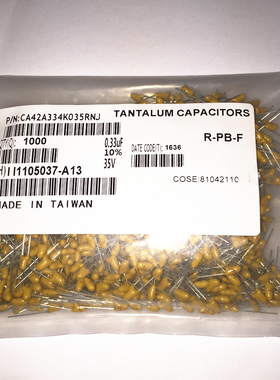 P/N:CA42A334K035RNJ TANTALUM CAPACITORS
QTY(Q): 1000 0.33uF DATE CODE(T): 1636 R-PB-F
10%
35V
(H)I1105037-A13 COSE:81042110
MADE IN TAIWAN